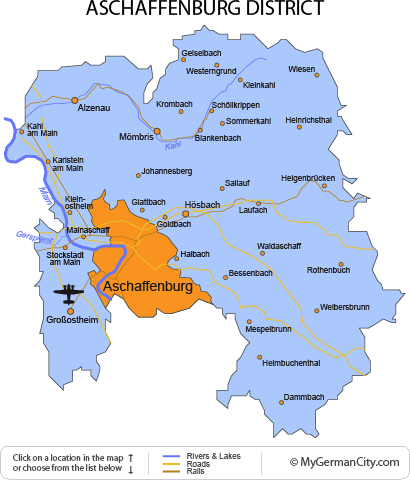 ASCHAFFENBURG DISTRICT
Geiselbach
Westerngrund
Wiesen
Kleinkahl
Alzenau
Krombach
Schöllkrippen
Sommerkahl
Heinrichsthal
Kahl
am Main
Mömbris
Blankenbach
Kahl
Karlstein
am Main
Johannesberg
Sailauf
Heigenbrücken
Main
Klein-
ostheim
Glattbach
Hösbach
Laufach
Goldbach
Gersprenz
Mainaschaff
Stockstadt
am Main
Haibach
Waldaschaff
Bessenbach
Rothenbuch
Aschaffenburg
Großostheim
Weibersbrunn
Mespelbrunn
Heimbuchenthal
Dammbach
Click on a location in the map ↑
or choose from the list below ↓
Rivers & Lakes
Roads
Rails
© MyGermanCity.com